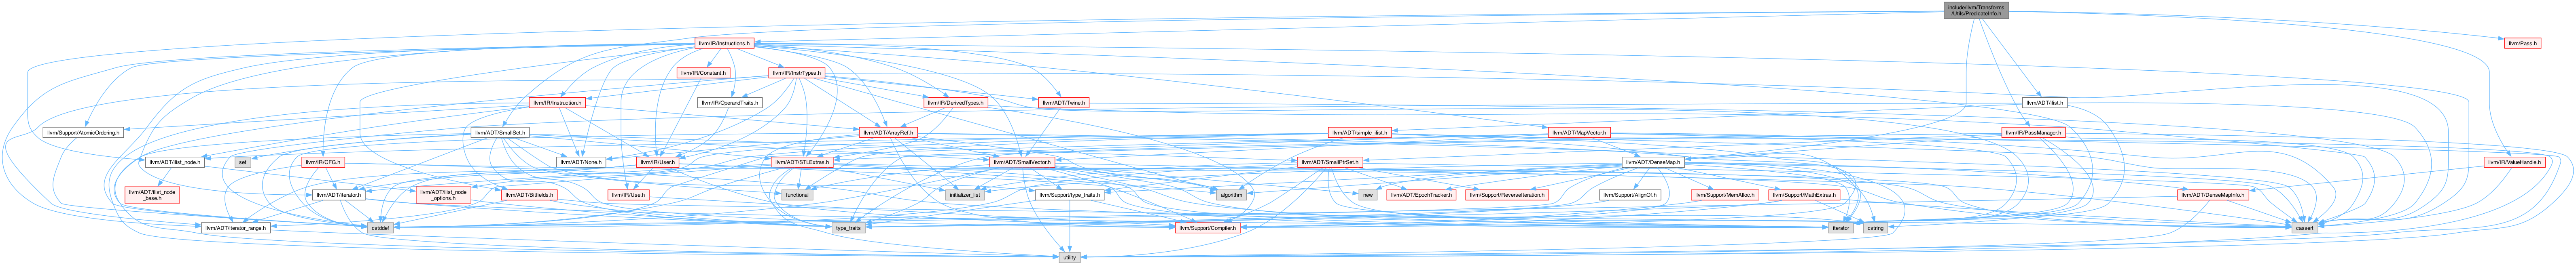 include/llvm/Transforms
/Utils/PredicateInfo.h
llvm/IR/Instructions.h
llvm/Pass.h
llvm/IR/Constant.h
llvm/IR/InstrTypes.h
llvm/IR/OperandTraits.h
llvm/IR/Instruction.h
llvm/IR/DerivedTypes.h
llvm/ADT/Twine.h
llvm/ADT/ilist.h
llvm/Support/AtomicOrdering.h
llvm/ADT/SmallSet.h
llvm/ADT/ArrayRef.h
llvm/ADT/simple_ilist.h
llvm/ADT/MapVector.h
llvm/IR/PassManager.h
llvm/ADT/ilist_node.h
set
llvm/IR/CFG.h
llvm/ADT/None.h
llvm/IR/User.h
llvm/ADT/STLExtras.h
llvm/ADT/SmallVector.h
llvm/ADT/SmallPtrSet.h
llvm/ADT/DenseMap.h
llvm/IR/ValueHandle.h
llvm/ADT/ilist_node
_base.h
llvm/ADT/iterator.h
llvm/ADT/ilist_node
_options.h
llvm/ADT/Bitfields.h
llvm/IR/Use.h
functional
initializer_list
llvm/Support/type_traits.h
algorithm
new
llvm/ADT/EpochTracker.h
llvm/Support/ReverseIteration.h
llvm/Support/AlignOf.h
llvm/Support/MemAlloc.h
llvm/Support/MathExtras.h
llvm/ADT/DenseMapInfo.h
llvm/ADT/iterator_range.h
cstddef
type_traits
llvm/Support/Compiler.h
iterator
cstring
cassert
utility